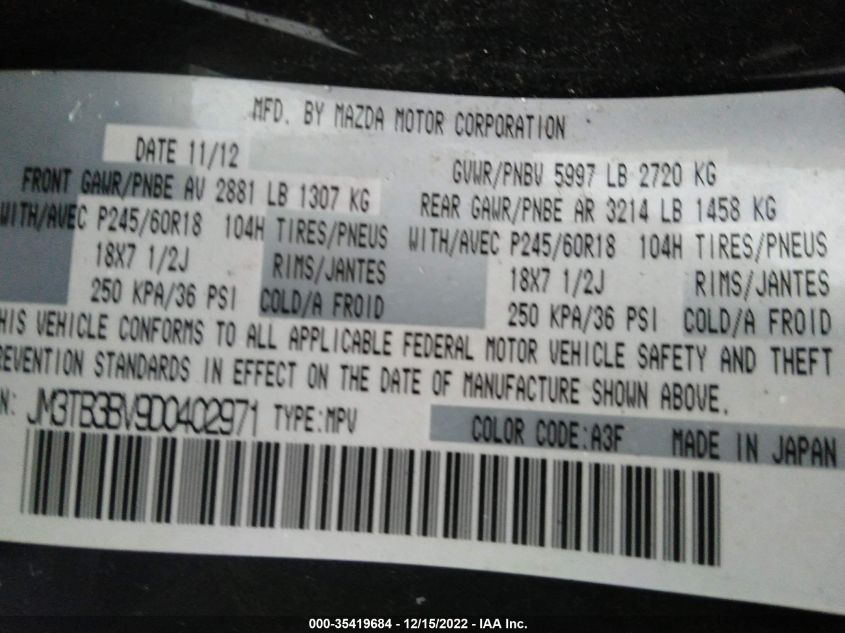 MFD. BY MAZDA MOTOR CORPORATION
DATE 11/12 GVWR/PNBV 5997 LB 2720 KG
FRONT GAWR/PNBE AV 2881 LB 1307 KG REAR GAWR/PNBE AR 3214 LB 1458 KG
WITH/AVEC P245/60R18 104H TIRES/PNEUS WITH/AVEC P245/60R18 104H TIRES/PNEUS
18X7 1/2J RIMS/JANTES 18X7 1/2J RIMS/JANTES
250 KPA/36 PSI COLD/A FROID 250 KPA/36 PSI COLD/A FROID
HIS VEHICLE CONFORMS TO ALL APPLICABLE FEDERAL MOTOR VEHICLE SAFETY AND THEFT
REVENTION STANDARDS IN EFFECT ON THE DATE OF MANUFACTURE SHOWN ABOVE.
N: JM3TB3BV9D0402971 TYPE:MPV COLOR CODE:A3F MADE IN JAPAN
000-35419684 - 12/15/2022 - IAA Inc.